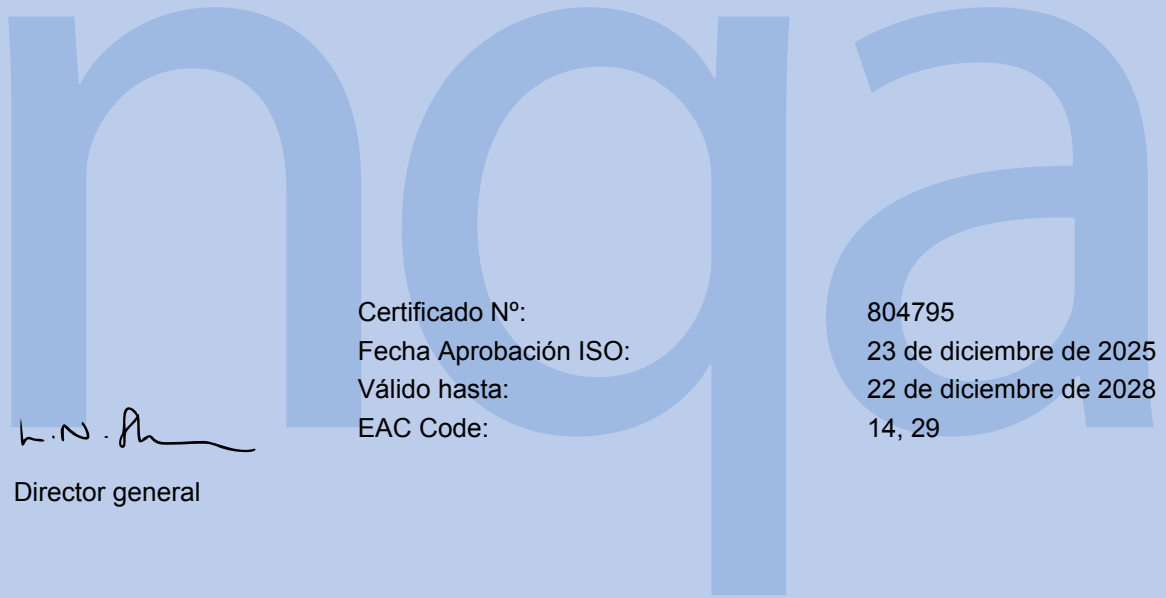 nqa
Certificado Nº: 804795
Fecha Aprobación ISO: 23 de diciembre de 2025
Válido hasta: 22 de diciembre de 2028
EAC Code: 14, 29
Director general